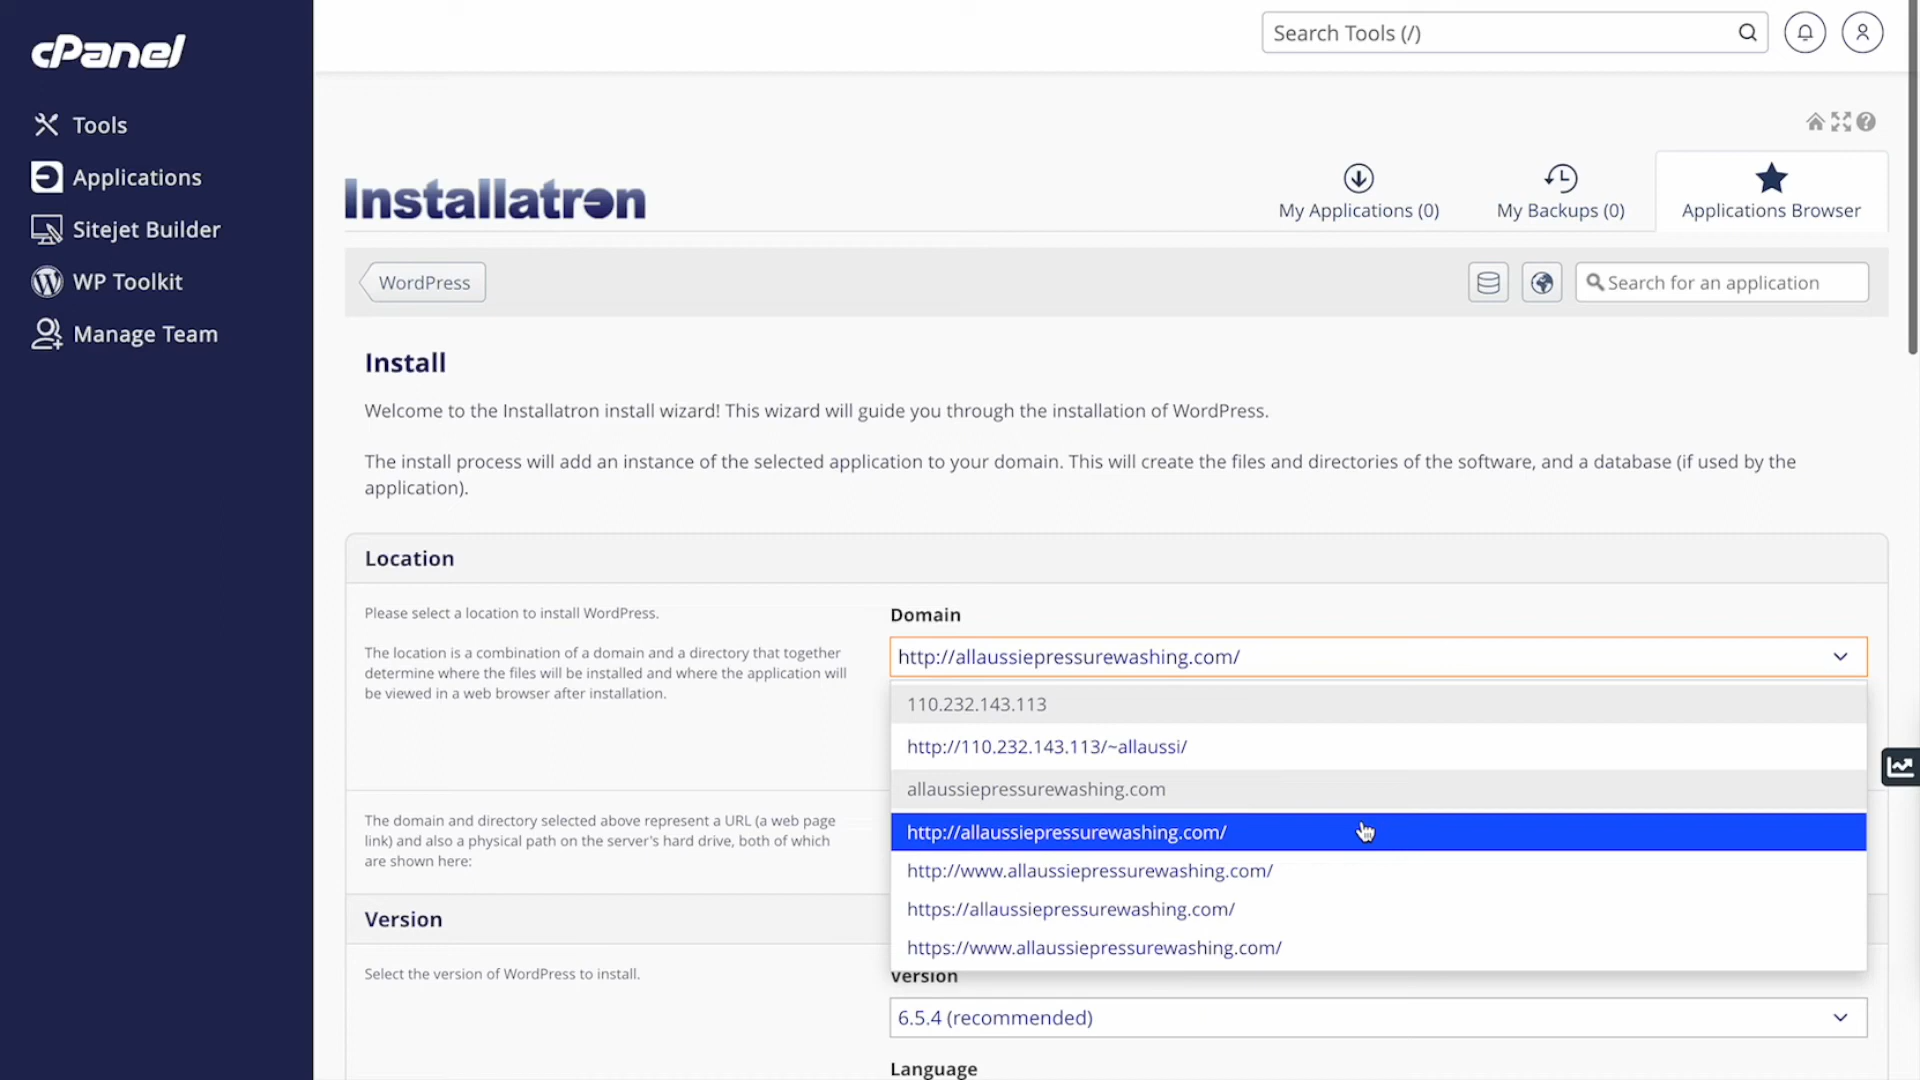 cPanel
Search Tools (/)
Tools
Applications
Sitejet Builder
WP Toolkit
Manage Team
Installatron
My Applications (0)
My Backups (0)
Applications Browser
WordPress
Search for an application
Install
Welcome to the Installatron install wizard! This wizard will guide you through the installation of WordPress.
The install process will add an instance of the selected application to your domain. This will create the files and directories of the software, and a database (if used by the
application).
Location
Please select a location to install WordPress.
The location is a combination of a domain and a directory that together
determine where the files will be installed and where the application will
be viewed in a web browser after installation.
Domain
http://allaussiepressurewashing.com/
110.232.143.113
http://110.232.143.113/~allaussi/
allaussiepressurewashing.com
http://allaussiepressurewashing.com/
http://www.allaussiepressurewashing.com/
https://allaussiepressurewashing.com/
https://www.allaussiepressurewashing.com/
The domain and directory selected above represent a URL (a web page
link) and also a physical path on the server's hard drive, both of which
are shown here:
Version
Select the version of WordPress to install.
Version
6.5.4 (recommended)
Language